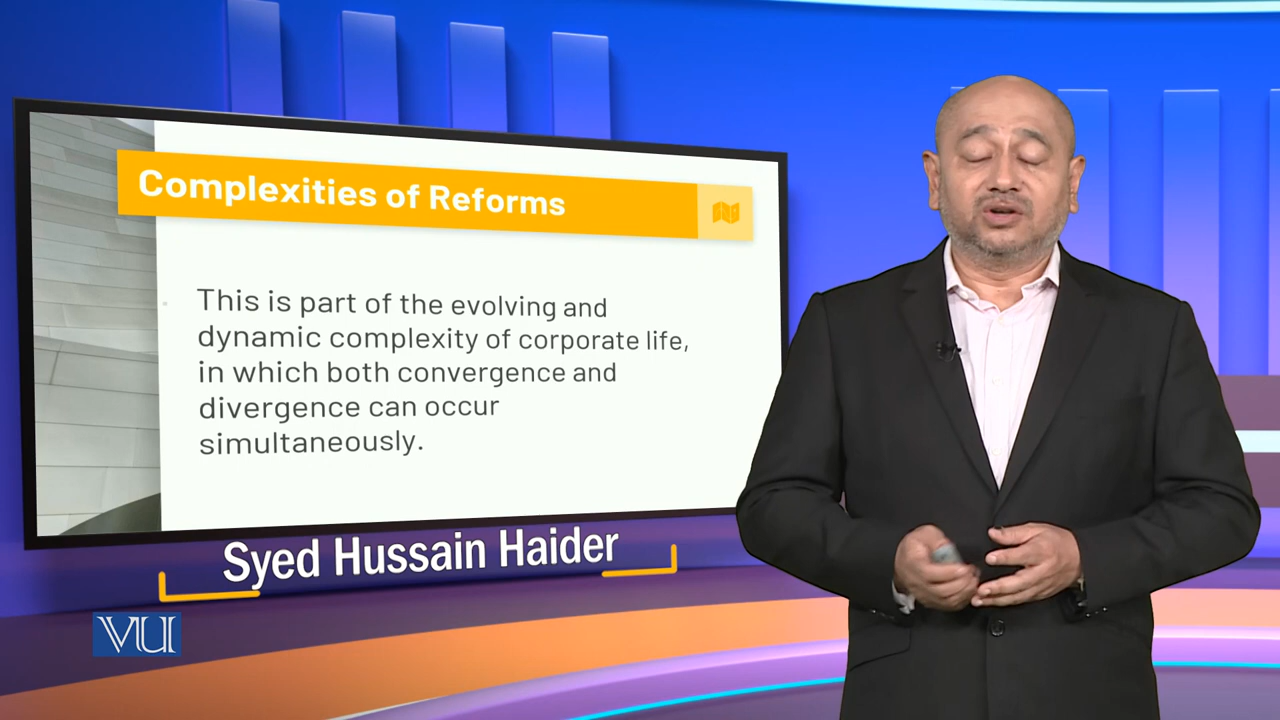 Complexities of Reforms
This is part of the evolving and
dynamic complexity of corporate life,
in which both convergence and
divergence can occur
simultaneously.
Syed Hussain Haider
VU